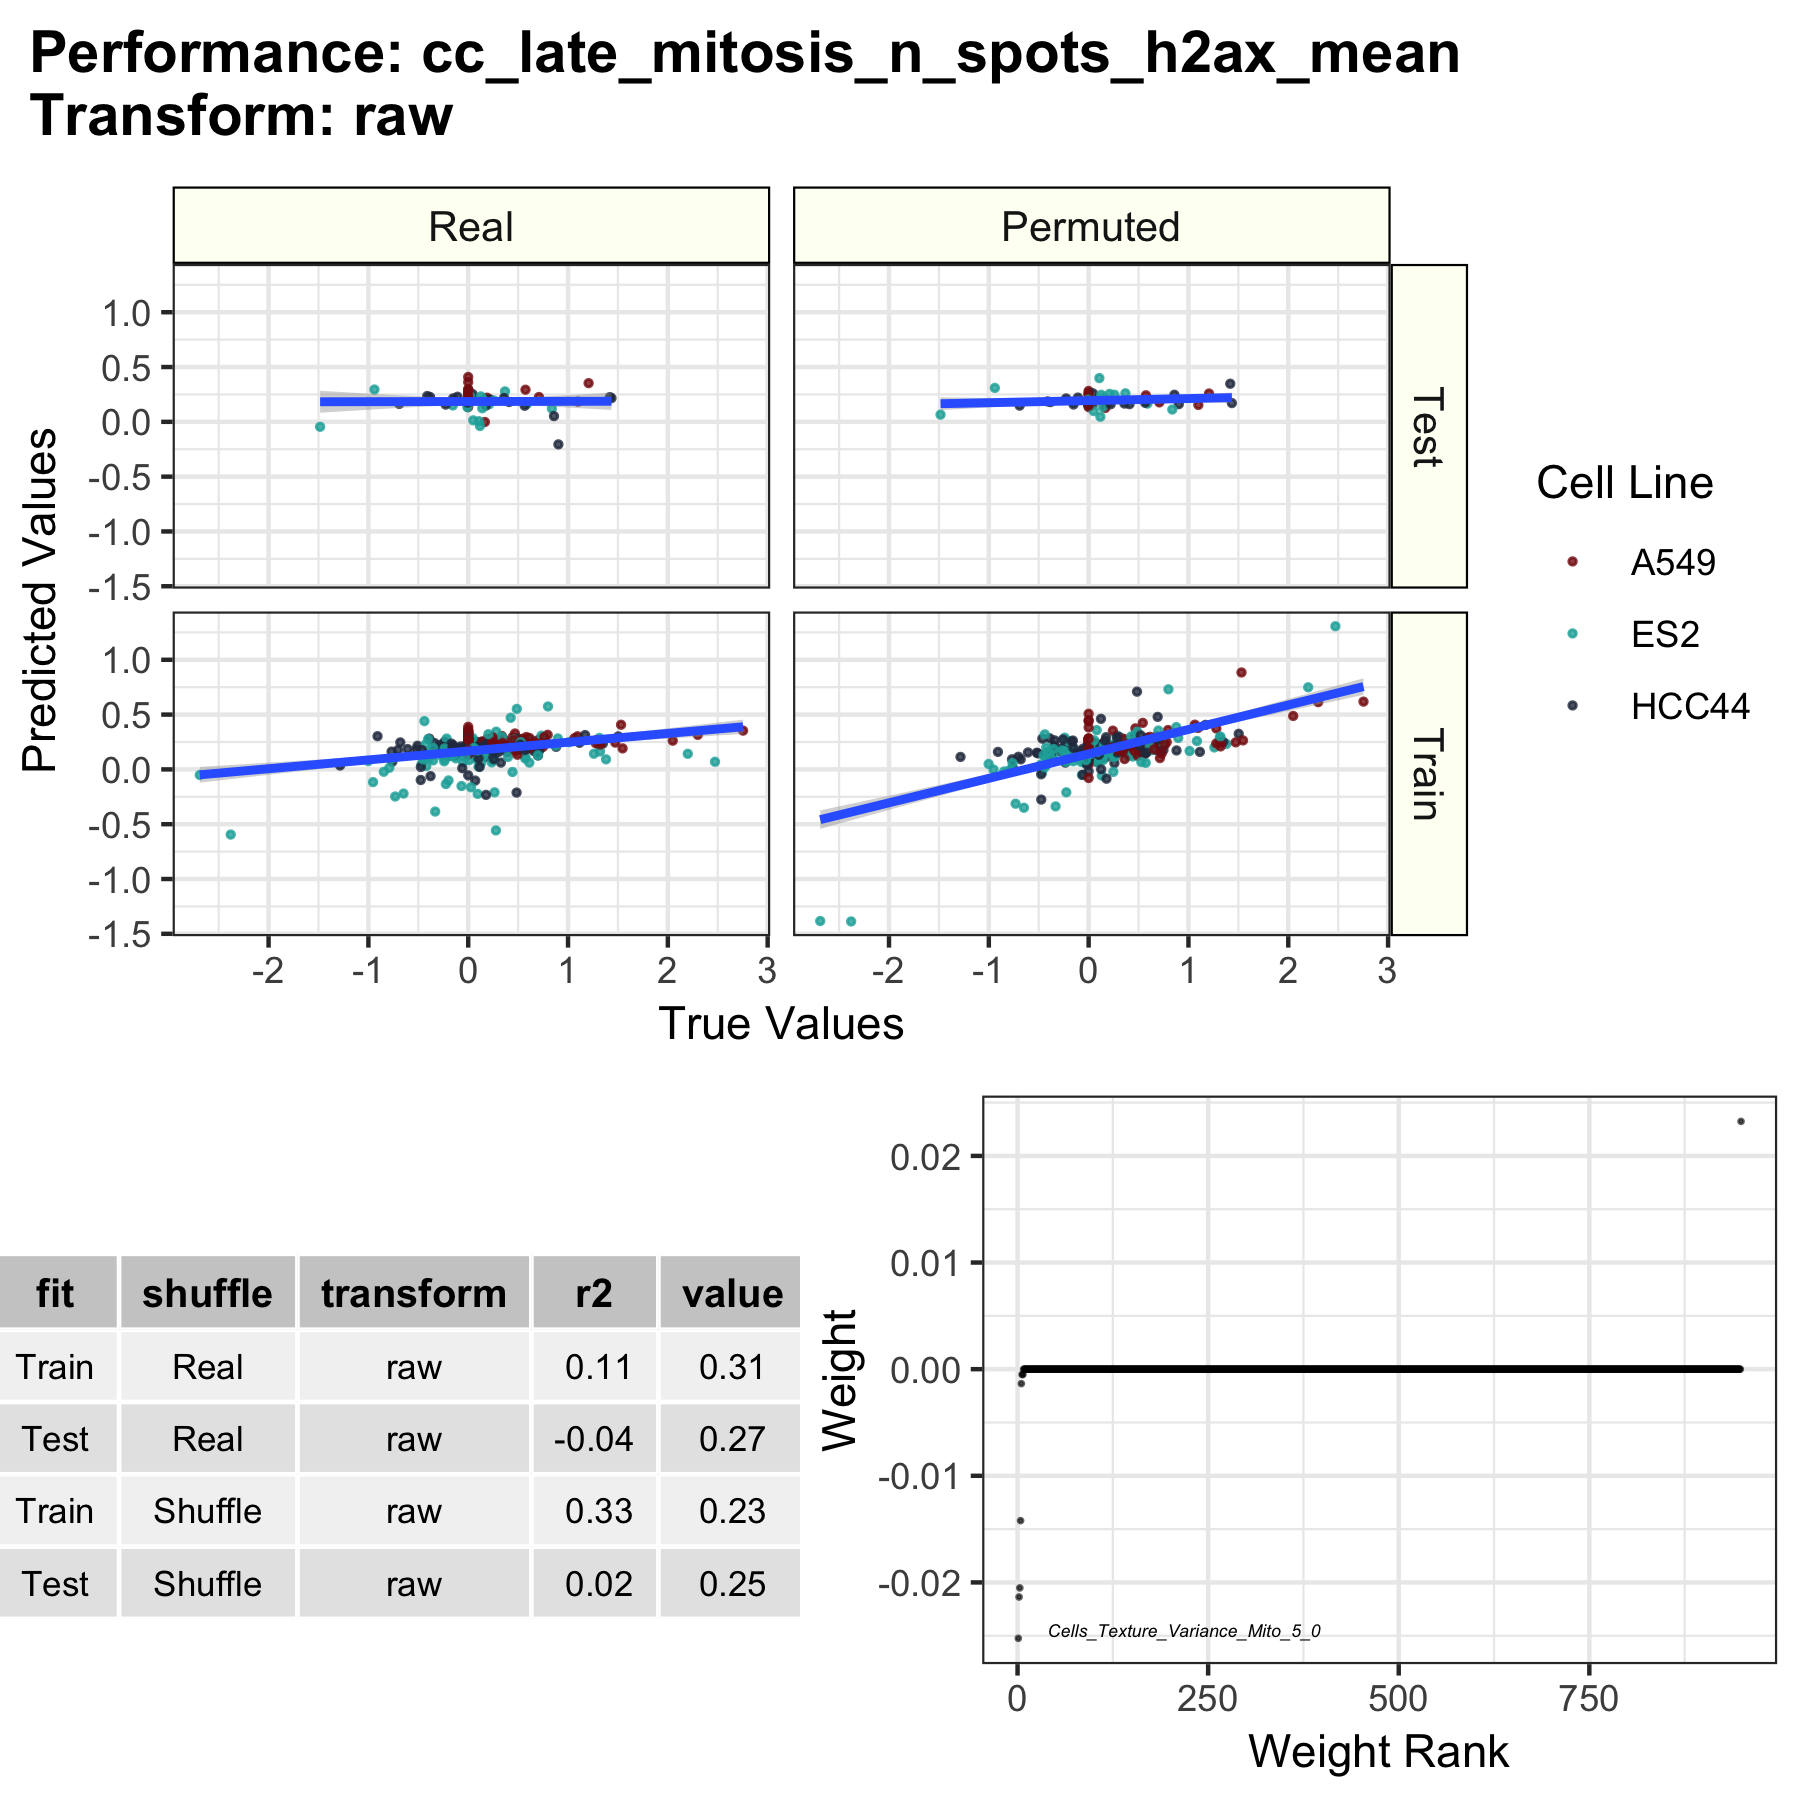 Performance: cc_late_mitosis_n_spots_h2ax_mean
Transform: raw
Real
Permuted
1.0
0.5
0.0
-0.5
-1.0
-1.5
Test
1.0
0.5
0.0
-0.5
-1.0
-1.5
Train
Predicted Values
-2 -1 0 1 2 3
-2 -1 0 1 2 3
True Values
Cell Line
A549
ES2
HCC44
fit shuffle transform r2 value
Train Real raw 0.11 0.31
Test Real raw -0.04 0.27
Train Shuffle raw 0.33 0.23
Test Shuffle raw 0.02 0.25
Weight
0.02
0.01
0.00
-0.01
-0.02
Cells_Texture_Variance_Mito_5_0
0 250 500 750
Weight Rank